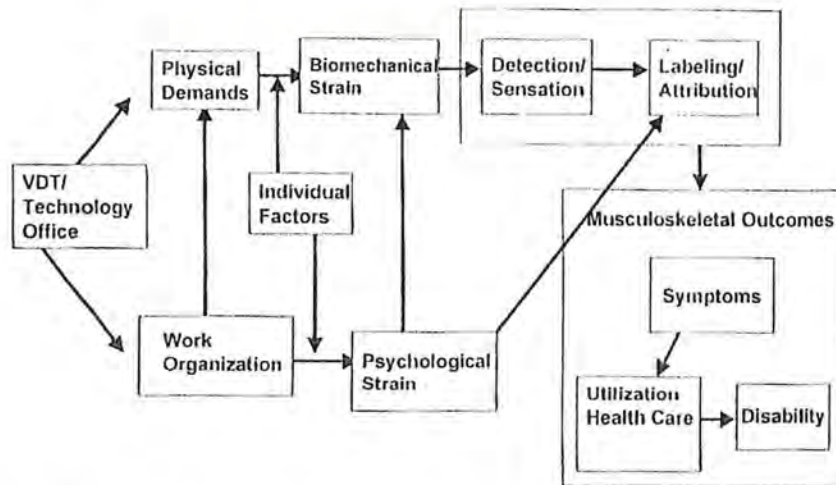 Physical
Demands
Biomechanical
Strain
Detection/
Sensation
Labeling/
Attribution
VDT/
Technology
Office
Individual
Factors
Musculoskeletal Outcomes
Symptoms
Work
Organization
Psychological
Strain
Utilization
Health Care
Disability